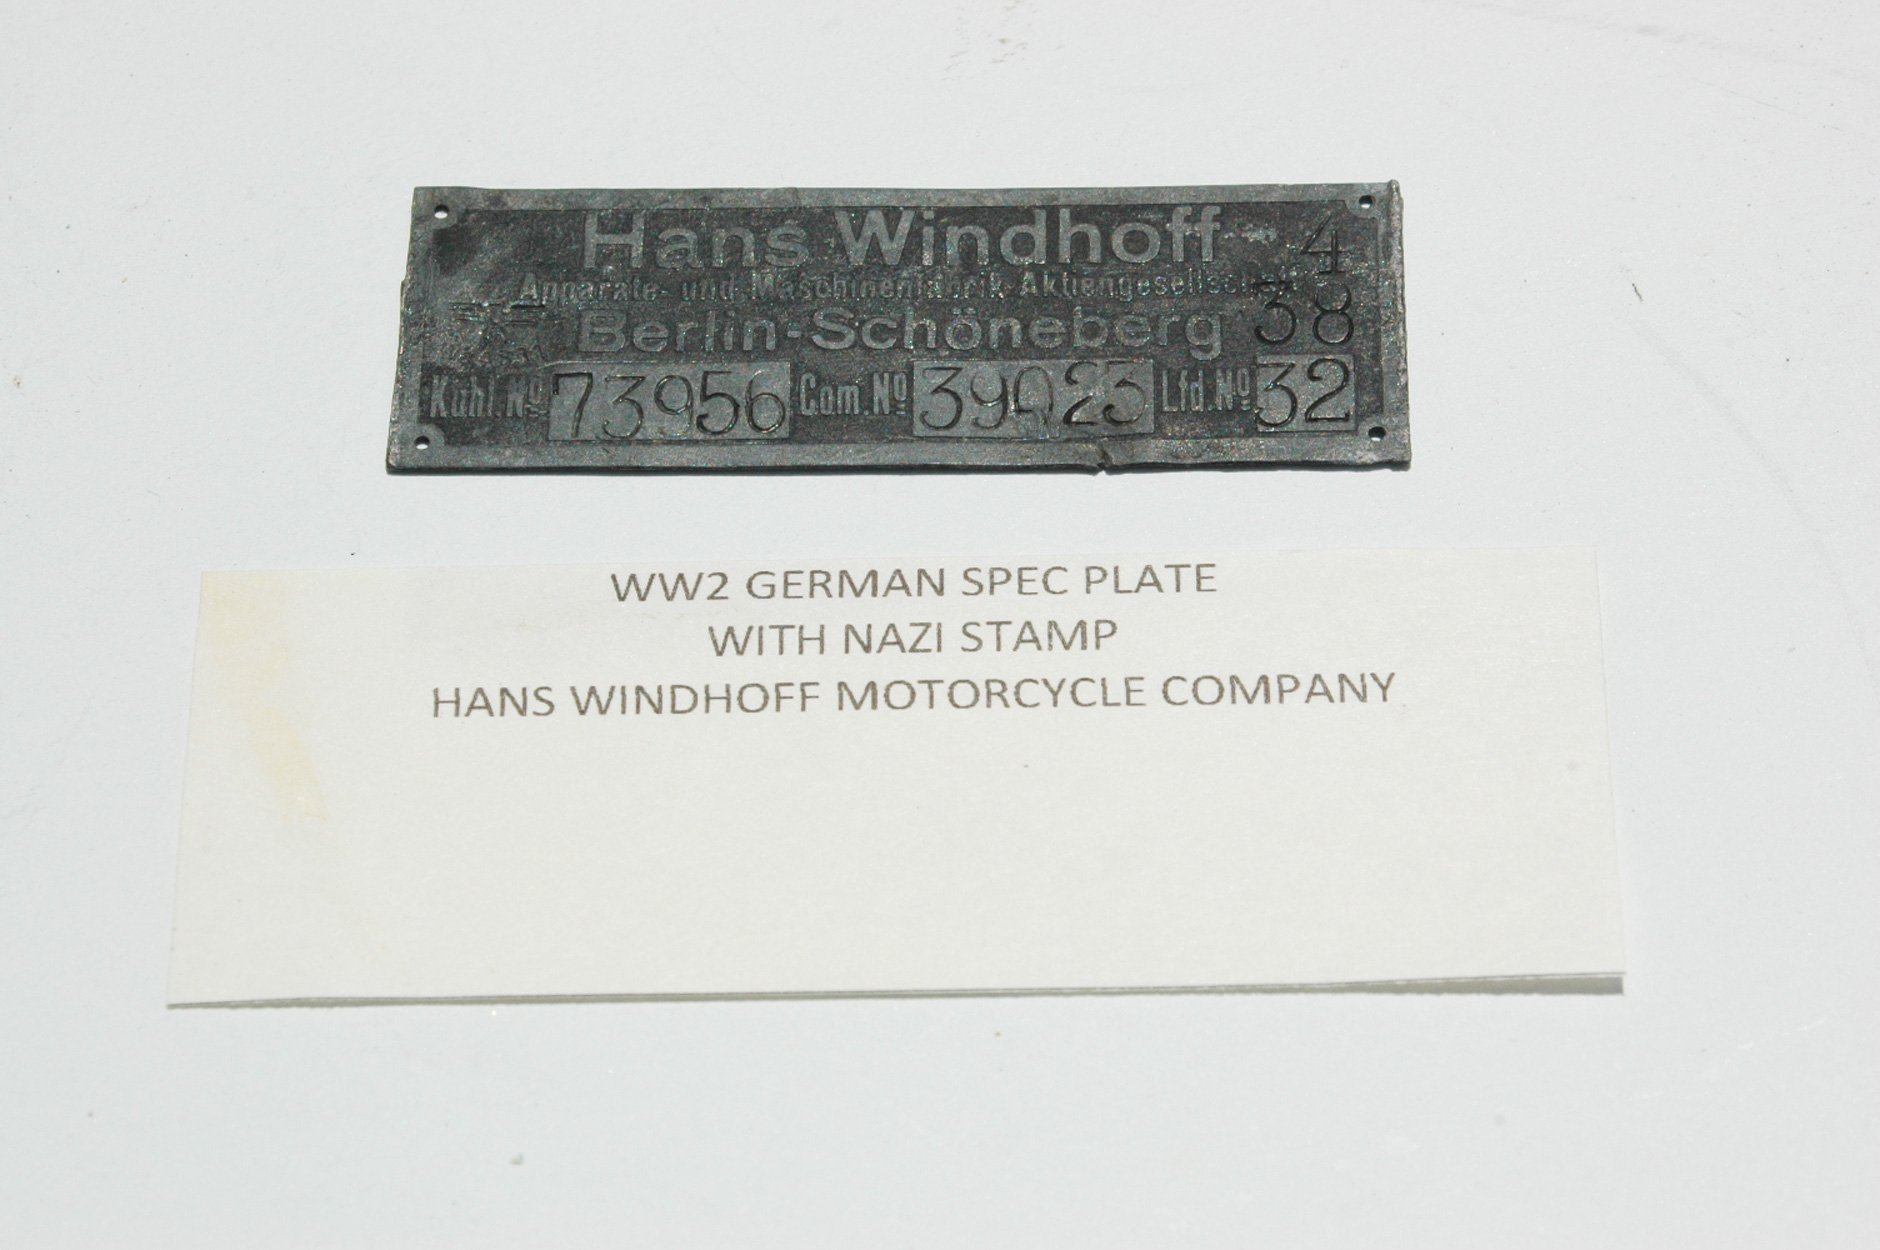 Hans Windhoff 4
Apparate- und Maschinenfabrik-Aktiengesellschaft
38
Berlin-Schöneberg
Kühl. No 73956 Com. No 39023 Lfd. No 32
WW2 GERMAN SPEC PLATE
WITH NAZI STAMP
HANS WINDHOFF MOTORCYCLE COMPANY